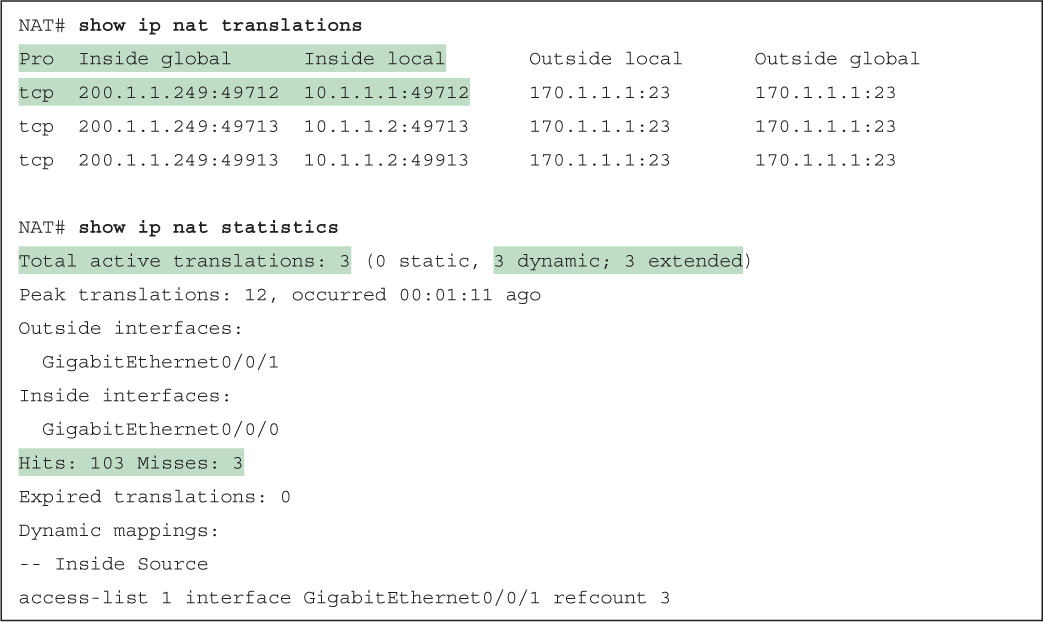 NAT# show ip nat translations
Pro  Inside global      Inside local       Outside local      Outside global
tcp  200.1.1.249:49712  10.1.1.1:49712     170.1.1.1:23       170.1.1.1:23
tcp  200.1.1.249:49713  10.1.1.2:49713     170.1.1.1:23       170.1.1.1:23
tcp  200.1.1.249:49913  10.1.1.2:49913     170.1.1.1:23       170.1.1.1:23
NAT# show ip nat statistics
Total active translations: 3 (0 static, 3 dynamic; 3 extended)
Peak translations: 12, occurred 00:01:11 ago
Outside interfaces:
  GigabitEthernet0/0/1
Inside interfaces:
  GigabitEthernet0/0/0
Hits: 103 Misses: 3
Expired translations: 0
Dynamic mappings:
-- Inside Source
access-list 1 interface GigabitEthernet0/0/1 refcount 3